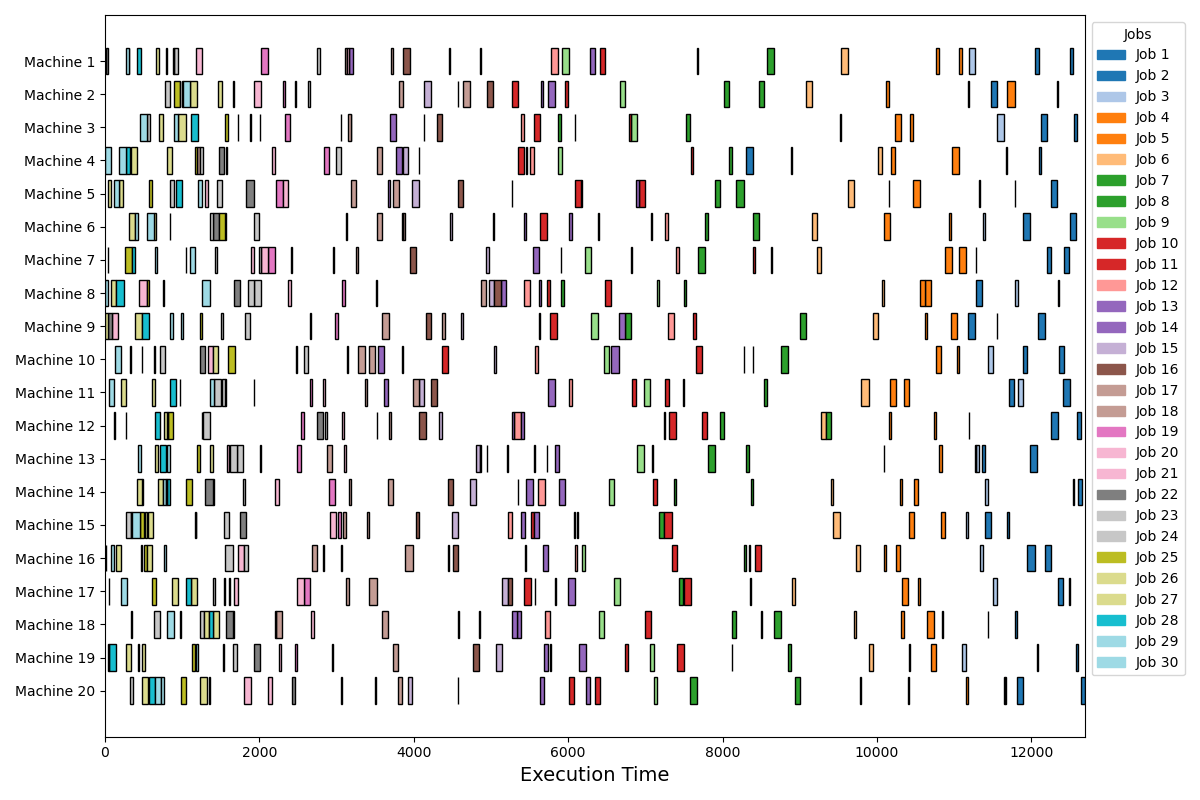 Machine 1
Machine 2
Machine 3
Machine 4
Machine 5
Machine 6
Machine 7
Machine 8
Machine 9
Machine 10
Machine 11
Machine 12
Machine 13
Machine 14
Machine 15
Machine 16
Machine 17
Machine 18
Machine 19
Machine 20
0 2000 4000 6000 8000 10000 12000
Execution Time
Jobs
Job 1
Job 2
Job 3
Job 4
Job 5
Job 6
Job 7
Job 8
Job 9
Job 10
Job 11
Job 12
Job 13
Job 14
Job 15
Job 16
Job 17
Job 18
Job 19
Job 20
Job 21
Job 22
Job 23
Job 24
Job 25
Job 26
Job 27
Job 28
Job 29
Job 30